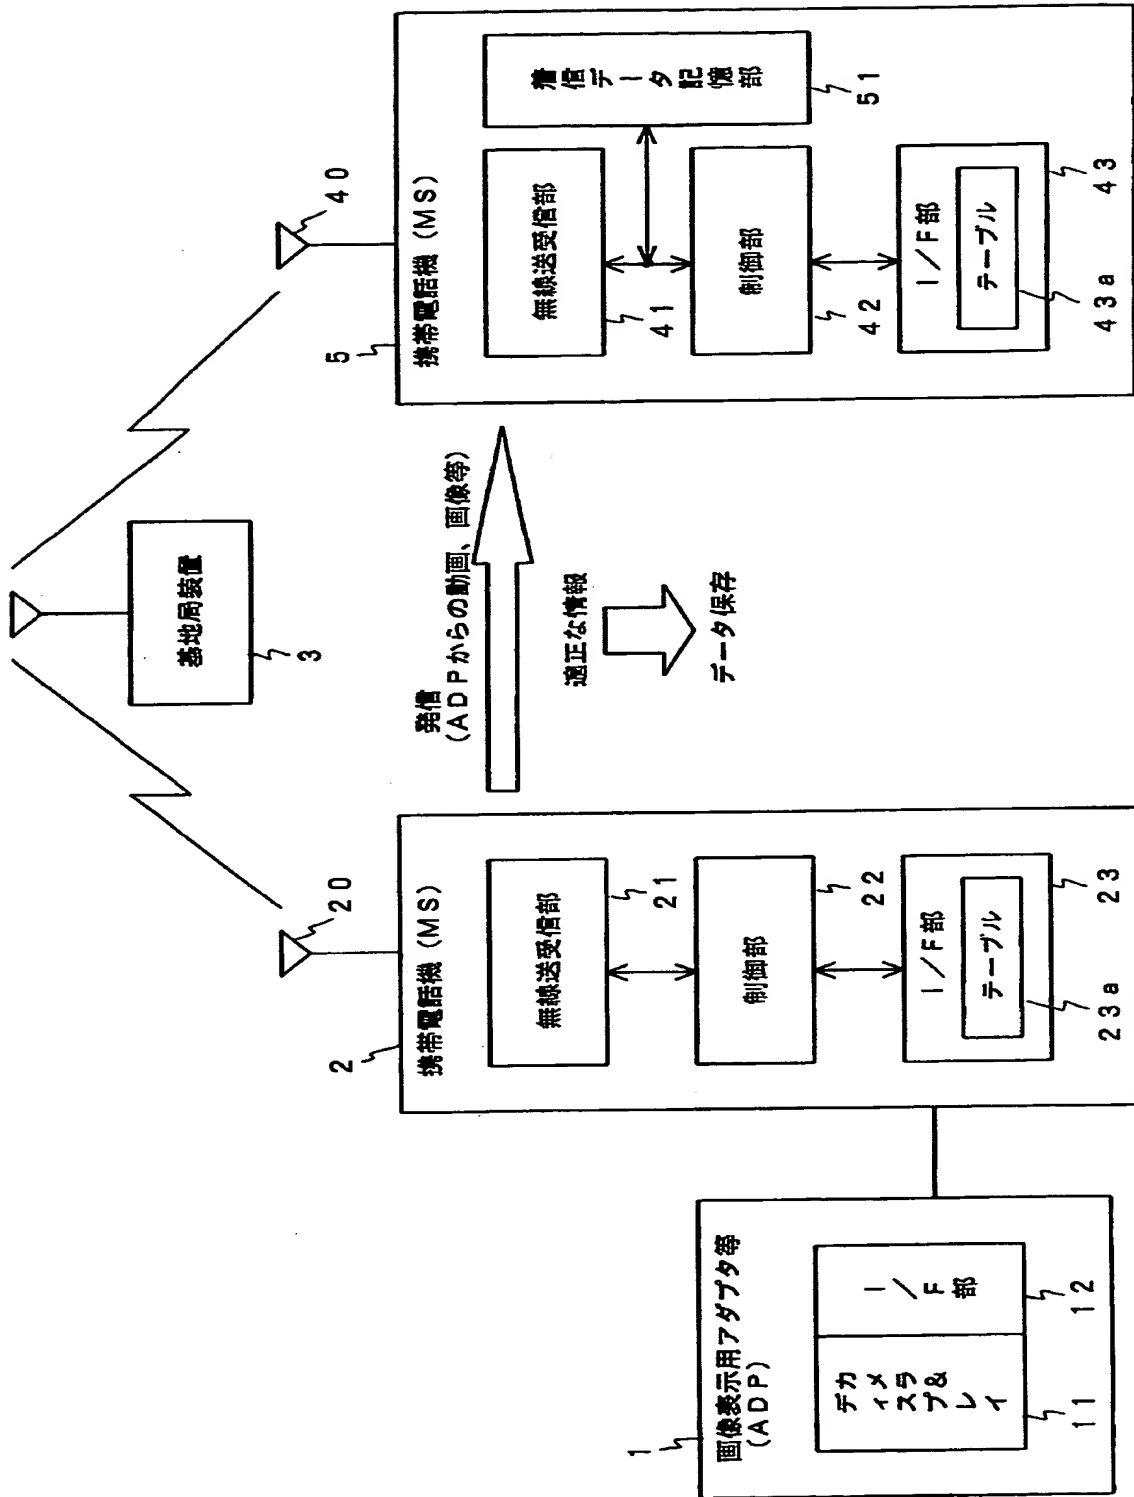 基地局装置
3
20
40
2
携帯電話機(MS)
無線送受信部
21
制御部
22
I/F部
テーブル
23a
23
発信
(ADPからの動画、画像等)
適正な情報
データ保存
5
携帯電話機(MS)
無線送受信部
41
着信データ記憶部
51
制御部
42
I/F部
テーブル
43a
43
1
画像表示用アダプタ等
(ADP)
カメラ&
ディスプレイ
11
I/F部
12